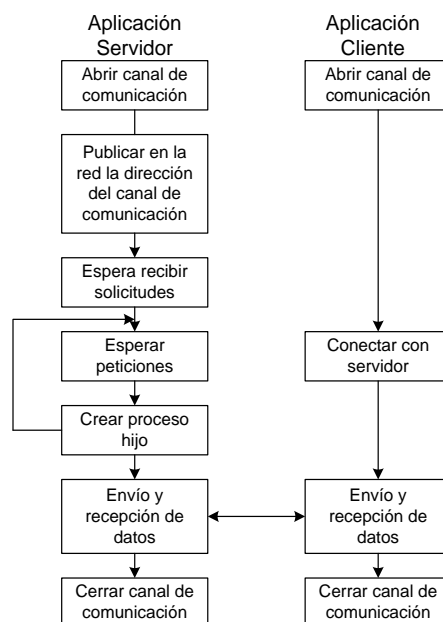 Aplicación
Servidor
Abrir canal de
comunicación
Publicar en la
red la dirección
del canal de
comunicación
Espera recibir
solicitudes
Esperar
peticiones
Crear proceso
hijo
Envío y
recepción de
datos
Cerrar canal de
comunicación
Aplicación
Cliente
Abrir canal de
comunicación
Conectar con
servidor
Envío y
recepción de
datos
Cerrar canal de
comunicación